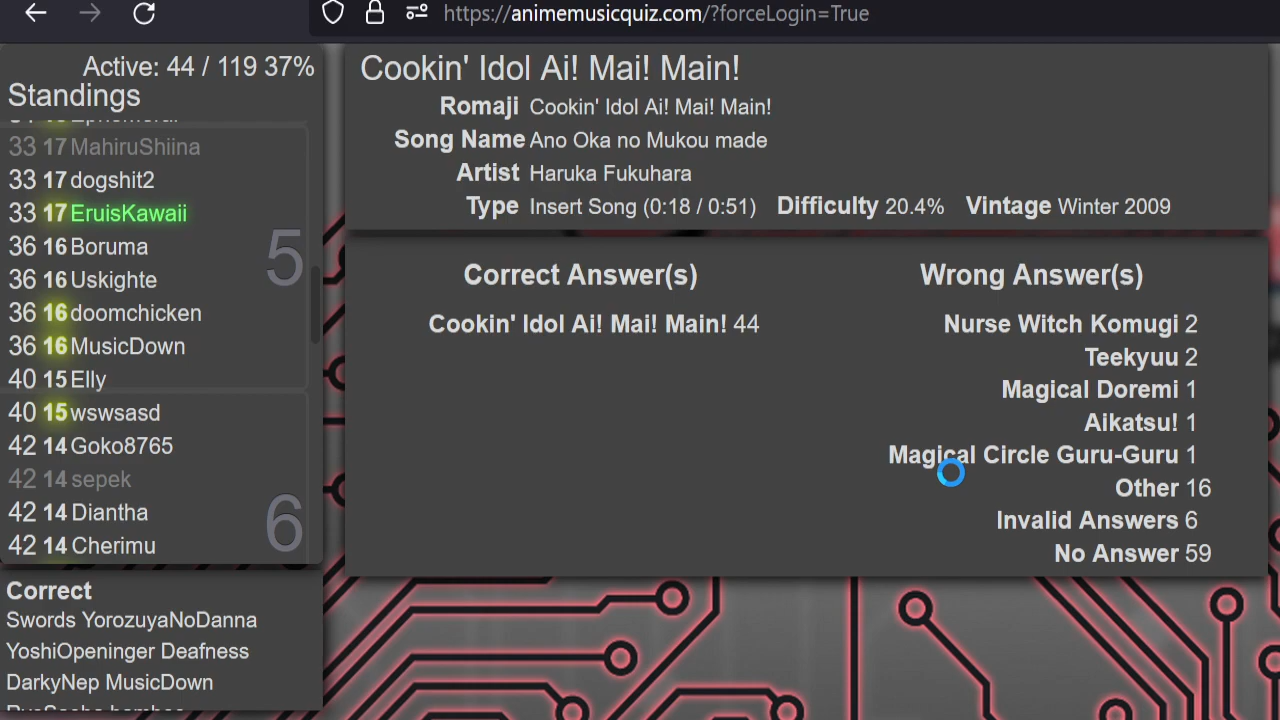 https://animemusicquiz.com/?forceLogin=True
Active: 44 / 119 37%
Standings
33 17 MahiruShiina
33 17 dogshit2
33 17 EruisKawaii
36 16 Boruma
5
36 16 Uskighte
36 16 doomchicken
36 16 MusicDown
40 15 Elly
40 15 wswsasd
42 14 Goko8765
42 14 sepek
42 14 Diantha
6
42 14 Cherimu
Correct
Swords YorozuyaNoDanna
YoshiOpeninger Deafness
DarkyNep MusicDown
Cookin' Idol Ai! Mai! Main!
Romaji Cookin' Idol Ai! Mai! Main!
Song Name Ano Oka no Mukou made
Artist Haruka Fukuhara
Type Insert Song (0:18 / 0:51) Difficulty 20.4% Vintage Winter 2009
Correct Answer(s)
Cookin' Idol Ai! Mai! Main! 44
Wrong Answer(s)
Nurse Witch Komugi 2
Teekyuu 2
Magical Doremi 1
Aikatsu! 1
Magical Circle Guru-Guru 1
Other 16
Invalid Answers 6
No Answer 59